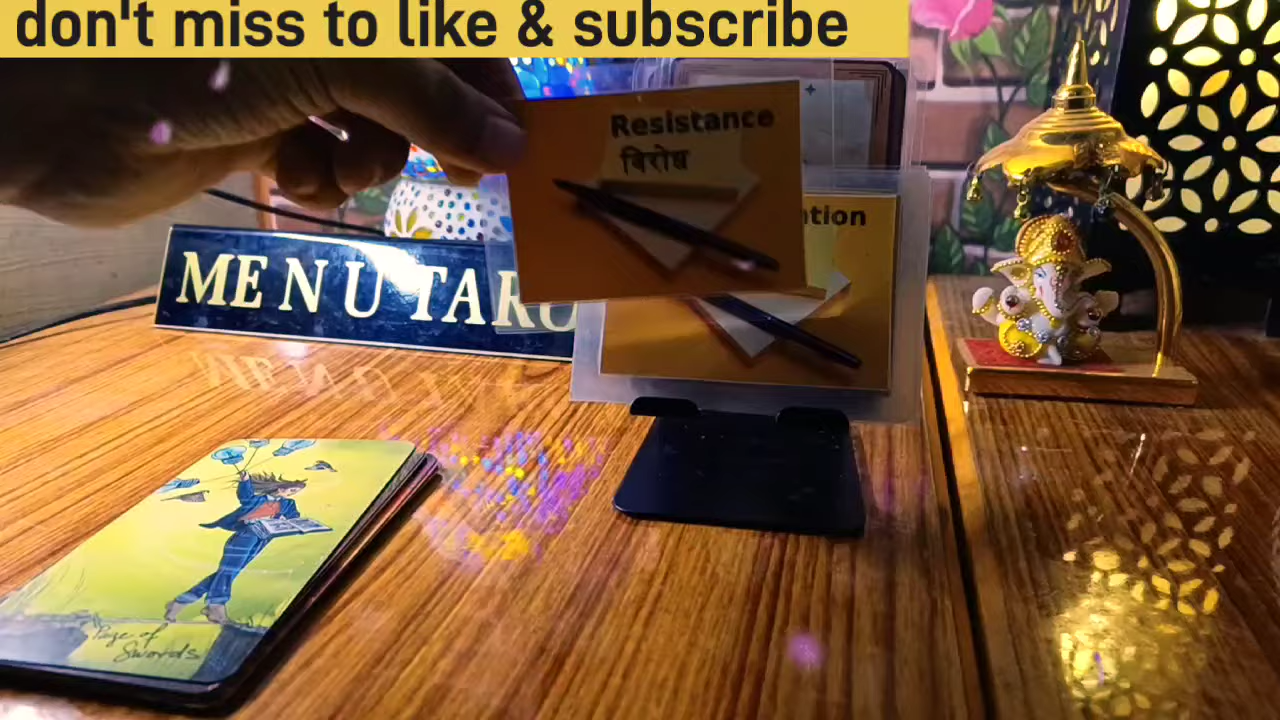 don't miss to like & subscribe
Resistance
बिरोध
ntion
MENU TARO
Page of
Swords